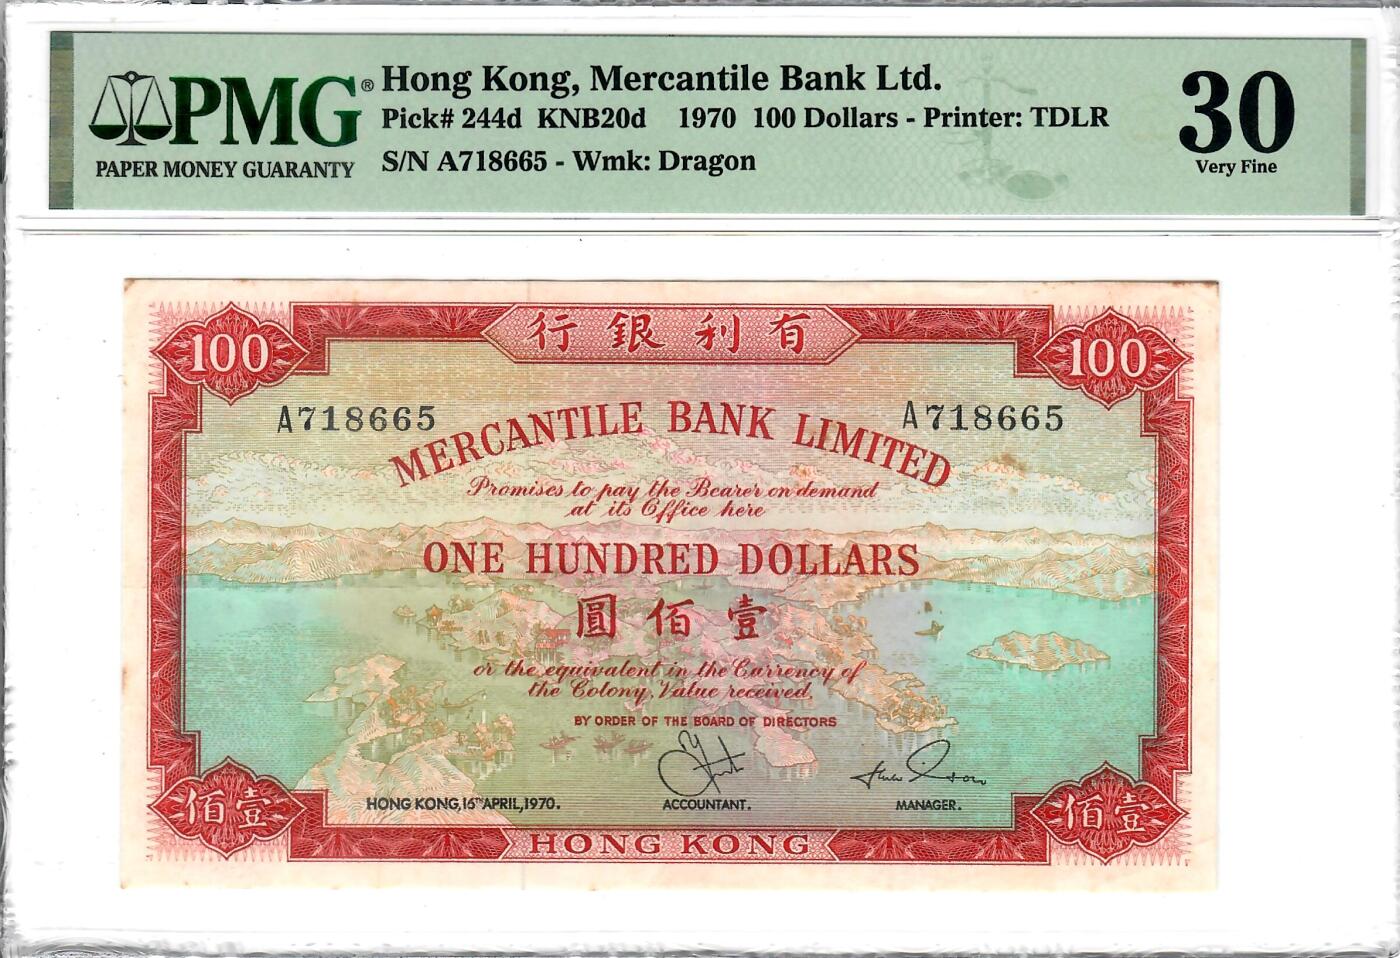 PMG®
PAPER MONEY GUARANTY
Hong Kong, Mercantile Bank Ltd.
Pick# 244d KNB20d 1970 100 Dollars - Printer: TDLR
S/N A718665 - Wmk: Dragon
30
Very Fine
行銀利有
100
100
A718665
A718665
MERCANTILE BANK LIMITED
Promises to pay the Bearer on demand
at its Office here
ONE HUNDRED DOLLARS
圓佰壹
or the equivalent in the Currency of
the Colony, Value received.
BY ORDER OF THE BOARD OF DIRECTORS
HONG KONG, 16TH APRIL, 1970.
ACCOUNTANT.
MANAGER.
佰壹
佰壹
HONG KONG